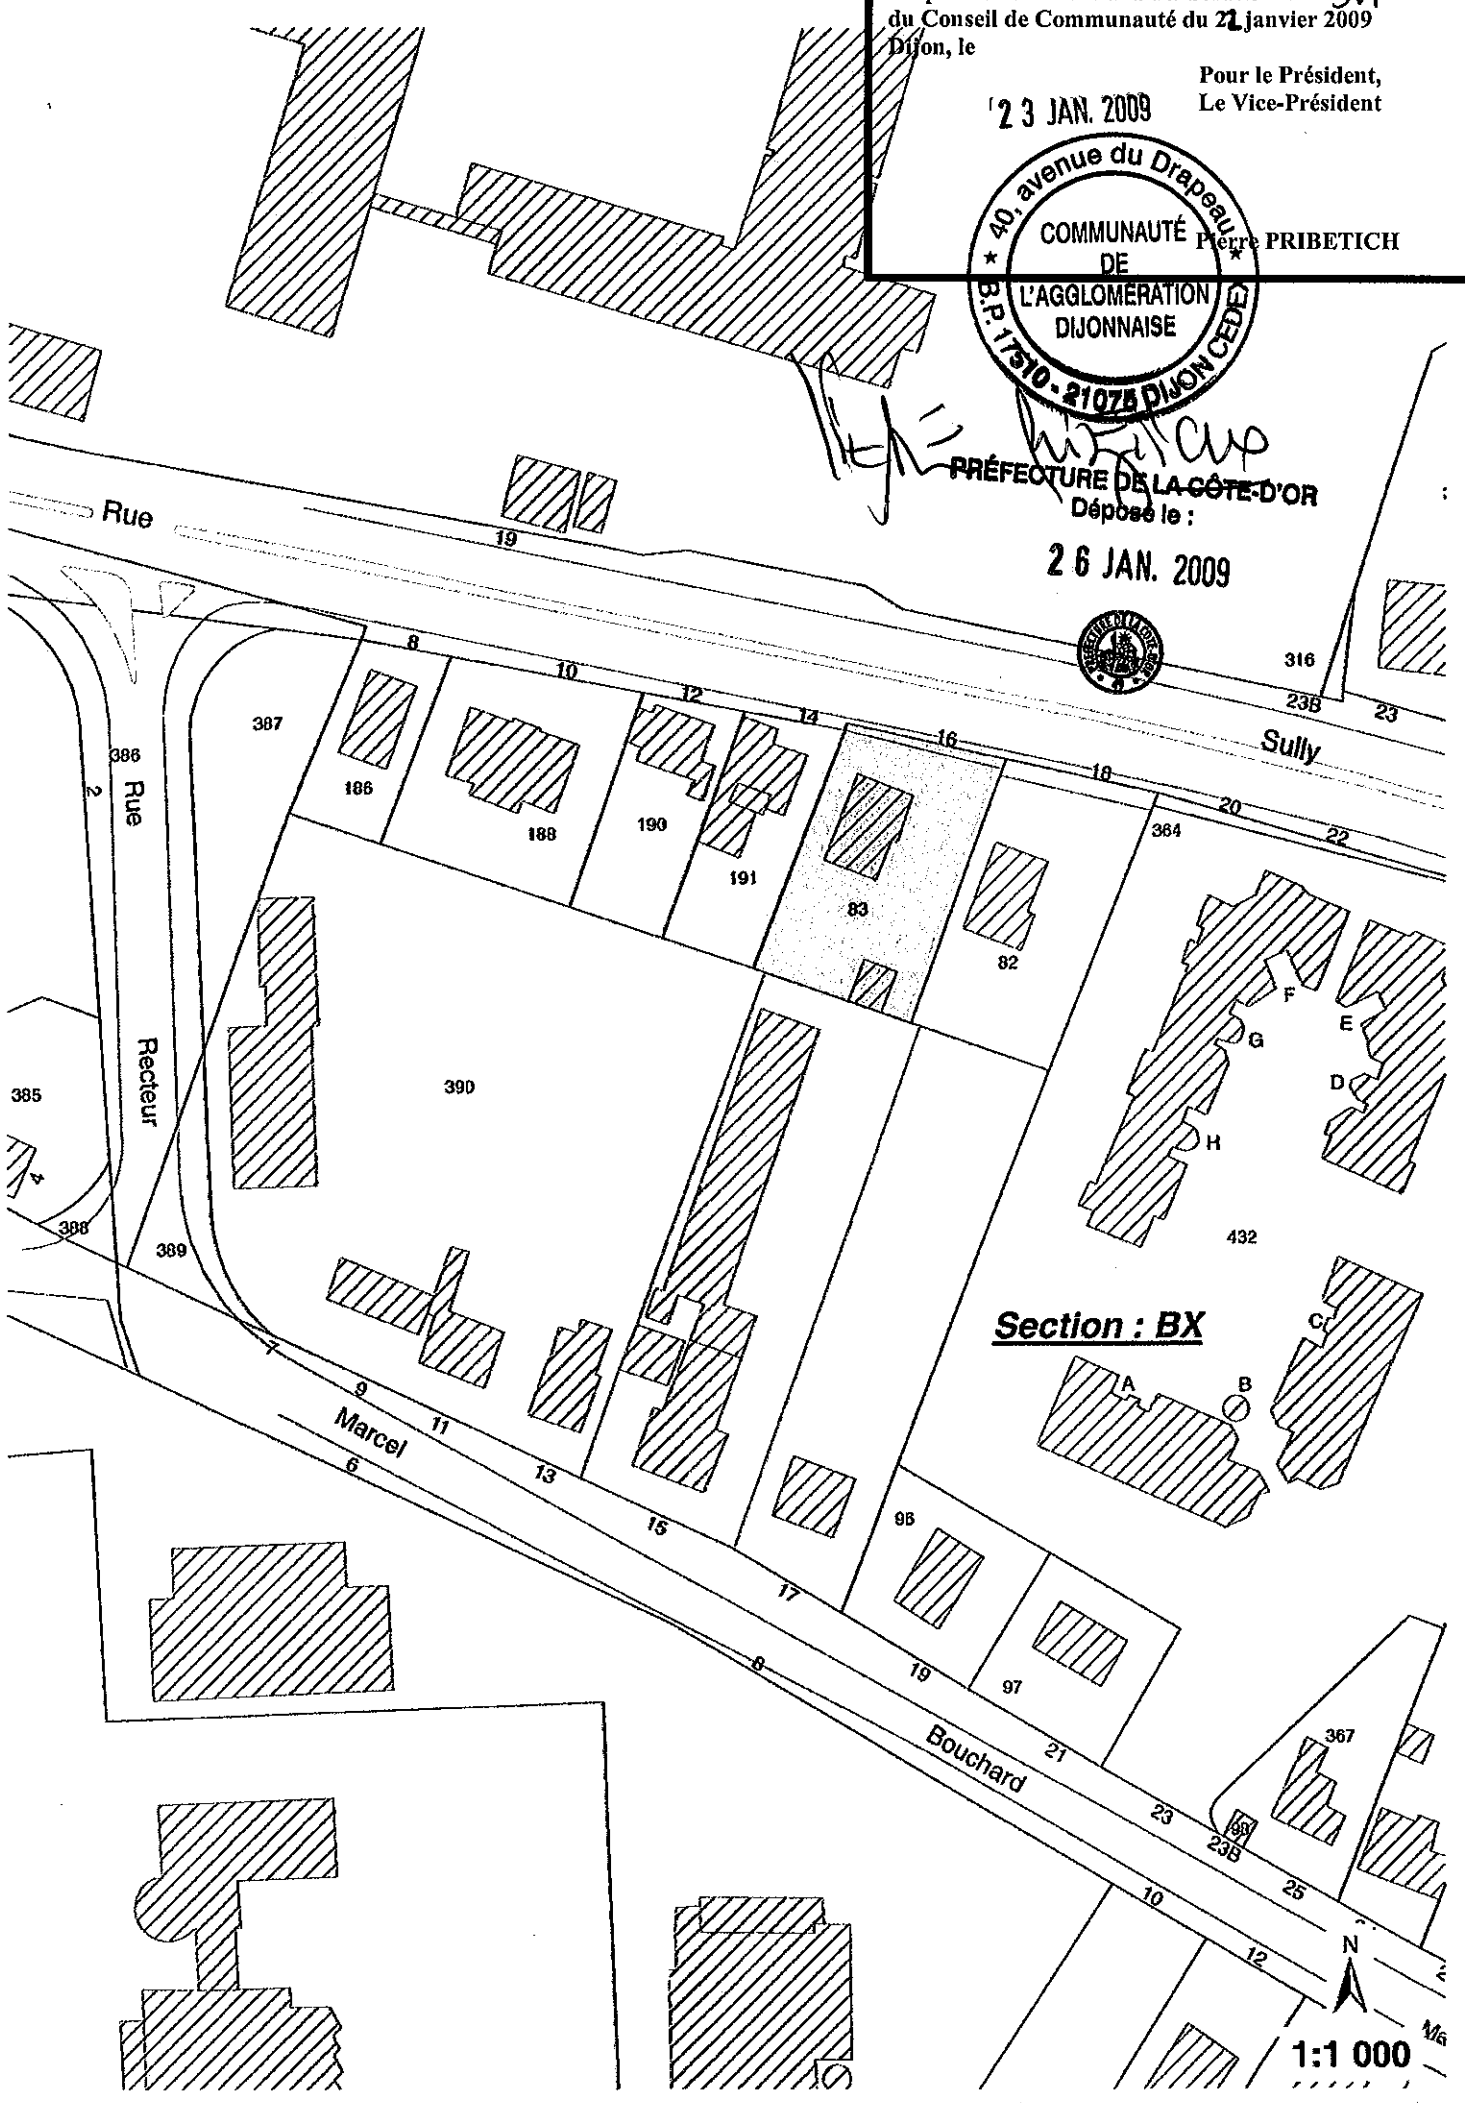 du Conseil de Communauté du 22 janvier 2009
Dijon, le
Pour le Président,
Le Vice-Président
23 JAN. 2009
★ 40, avenue du Drapeau ★
COMMUNAUTÉ
DE
L'AGGLOMÉRATION
DIJONNAISE
B.P. 17510 - 21075 DIJON CEDEX
Pierre PRIBETICH
PRÉFECTURE DE LA CÔTE-D'OR
Déposé le :
26 JAN. 2009
Rue
19
316
23B
23
Sully
8
10
12
14
16
18
20
22
387
386
2
Rue
186
188
190
191
83
82
364
F
E
G
D
H
Recteur
385
390
4
388
389
432
Section : BX
C
A
B
7
9
11
Marcel
6
13
15
96
17
8
19
97
Bouchard
21
367
23
98
23B
25
10
12
N
Ma
1:1 000